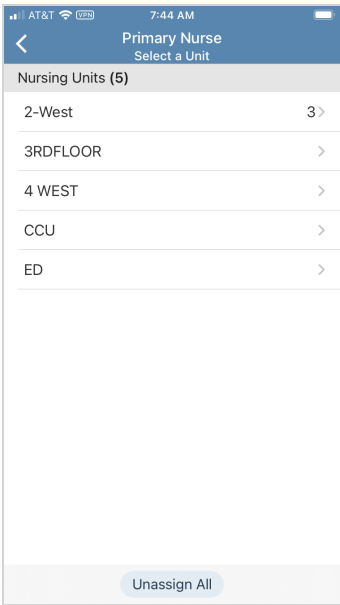 AT&T VPN 7:44 AM
Primary Nurse
Select a Unit
Nursing Units (5)
2-West 3
3RDFLOOR
4 WEST
CCU
ED
Unassign All